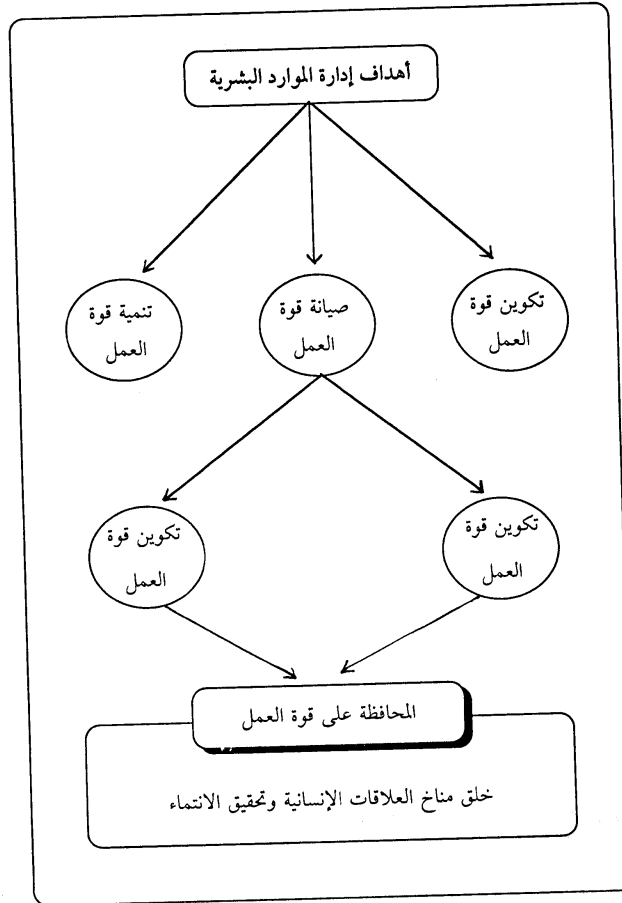 أهداف إدارة الموارد البشرية
تكوين قوة
العمل
صيانة قوة
العمل
تنمية قوة
العمل
تكوين قوة
العمل
تكوين قوة
العمل
المحافظة على قوة العمل
خلق مناخ العلاقات الإنسانية وتحقيق الانتماء